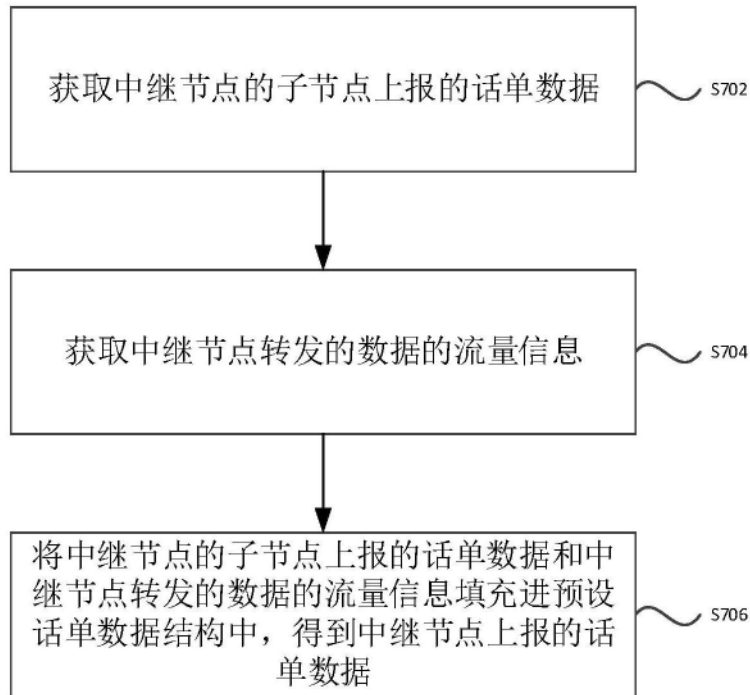 获取中继节点的子节点上报的话单数据
S702
获取中继节点转发的数据的流量信息
S704
将中继节点的子节点上报的话单数据和中
继节点转发的数据的流量信息填充进预设
话单数据结构中，得到中继节点上报的话
单数据
S706